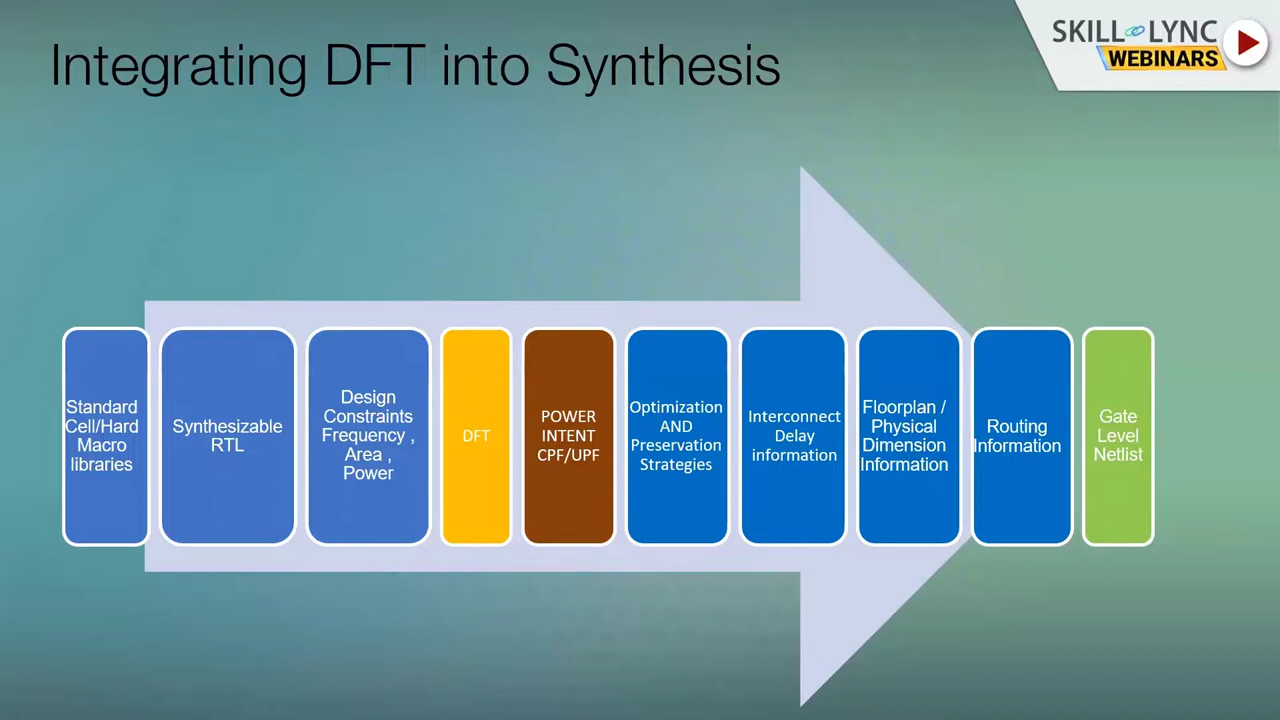 Integrating DFT into Synthesis
SKILL LYNC
WEBINARS
Standard
Cell/Hard
Macro
libraries
Synthesizable
RTL
Design
Constraints
Frequency ,
Area ,
Power
DFT
POWER
INTENT
CPF/UPF
Optimization
AND
Preservation
Strategies
Interconnect
Delay
information
Floorplan /
Physical
Dimension
Information
Routing
Information
Gate
Level
Netlist